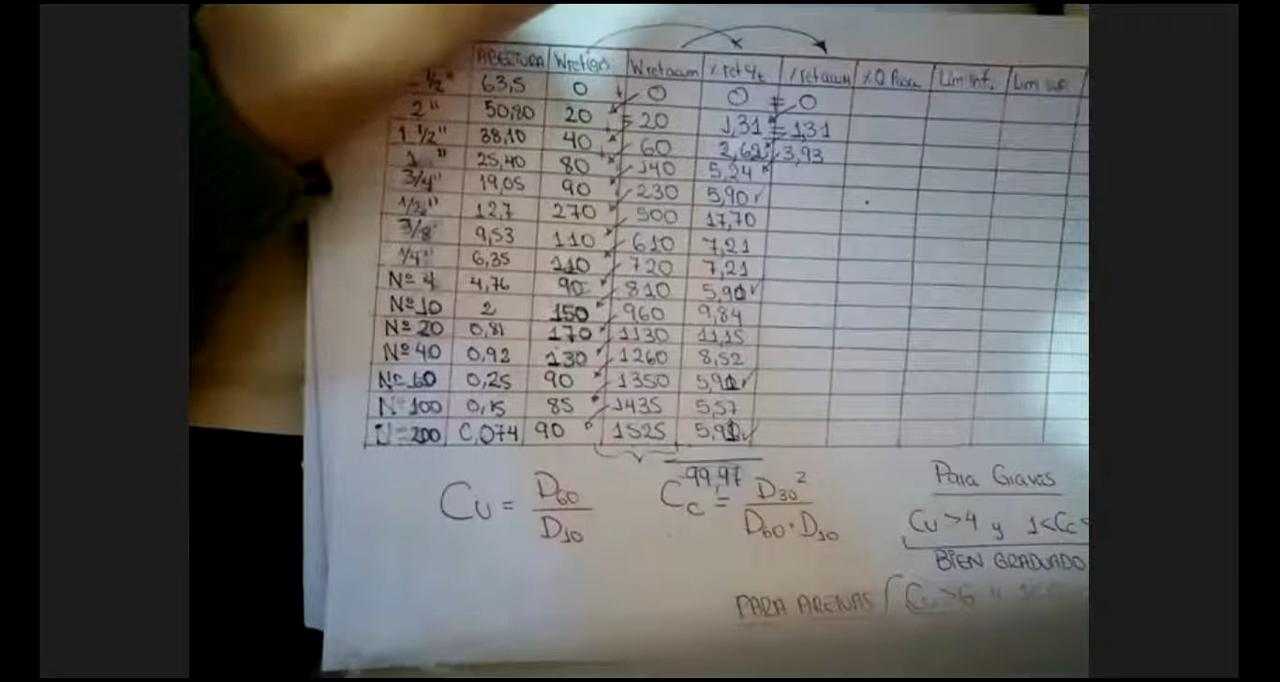 ABERTURA Wretien Wretacum % ret y/t % retacum % Q Pasa Lim inf. Lim sup
½" 63,5 0 0 0 = 0
2" 50,80 20 = 20 1,31 = 1,31
1 ½" 38,10 40 60 2,62 3,93
1" 25,40 80 140 5,24
3/4" 19,05 90 230 5,90
1/2" 12,7 270 500 17,70
3/8" 9,53 110 610 7,21
1/4" 6,35 110 720 7,21
Nº 4 4,76 90 810 5,90
Nº 10 2 150 960 9,84
Nº 20 0,81 170 1130 11,15
Nº 40 0,92 130 1260 8,52
Nº 60 0,25 90 1350 5,91
Nº 100 0,15 85 1435 5,57
Nº 200 0,074 90 1525 5,91
99,97
Cu = D60 / D10
Cc = D30² / D60 · D10
Para Gravas
Cu >4 y 1<Cc<
BIEN GRADUADO
PARA ARENAS Cu >6